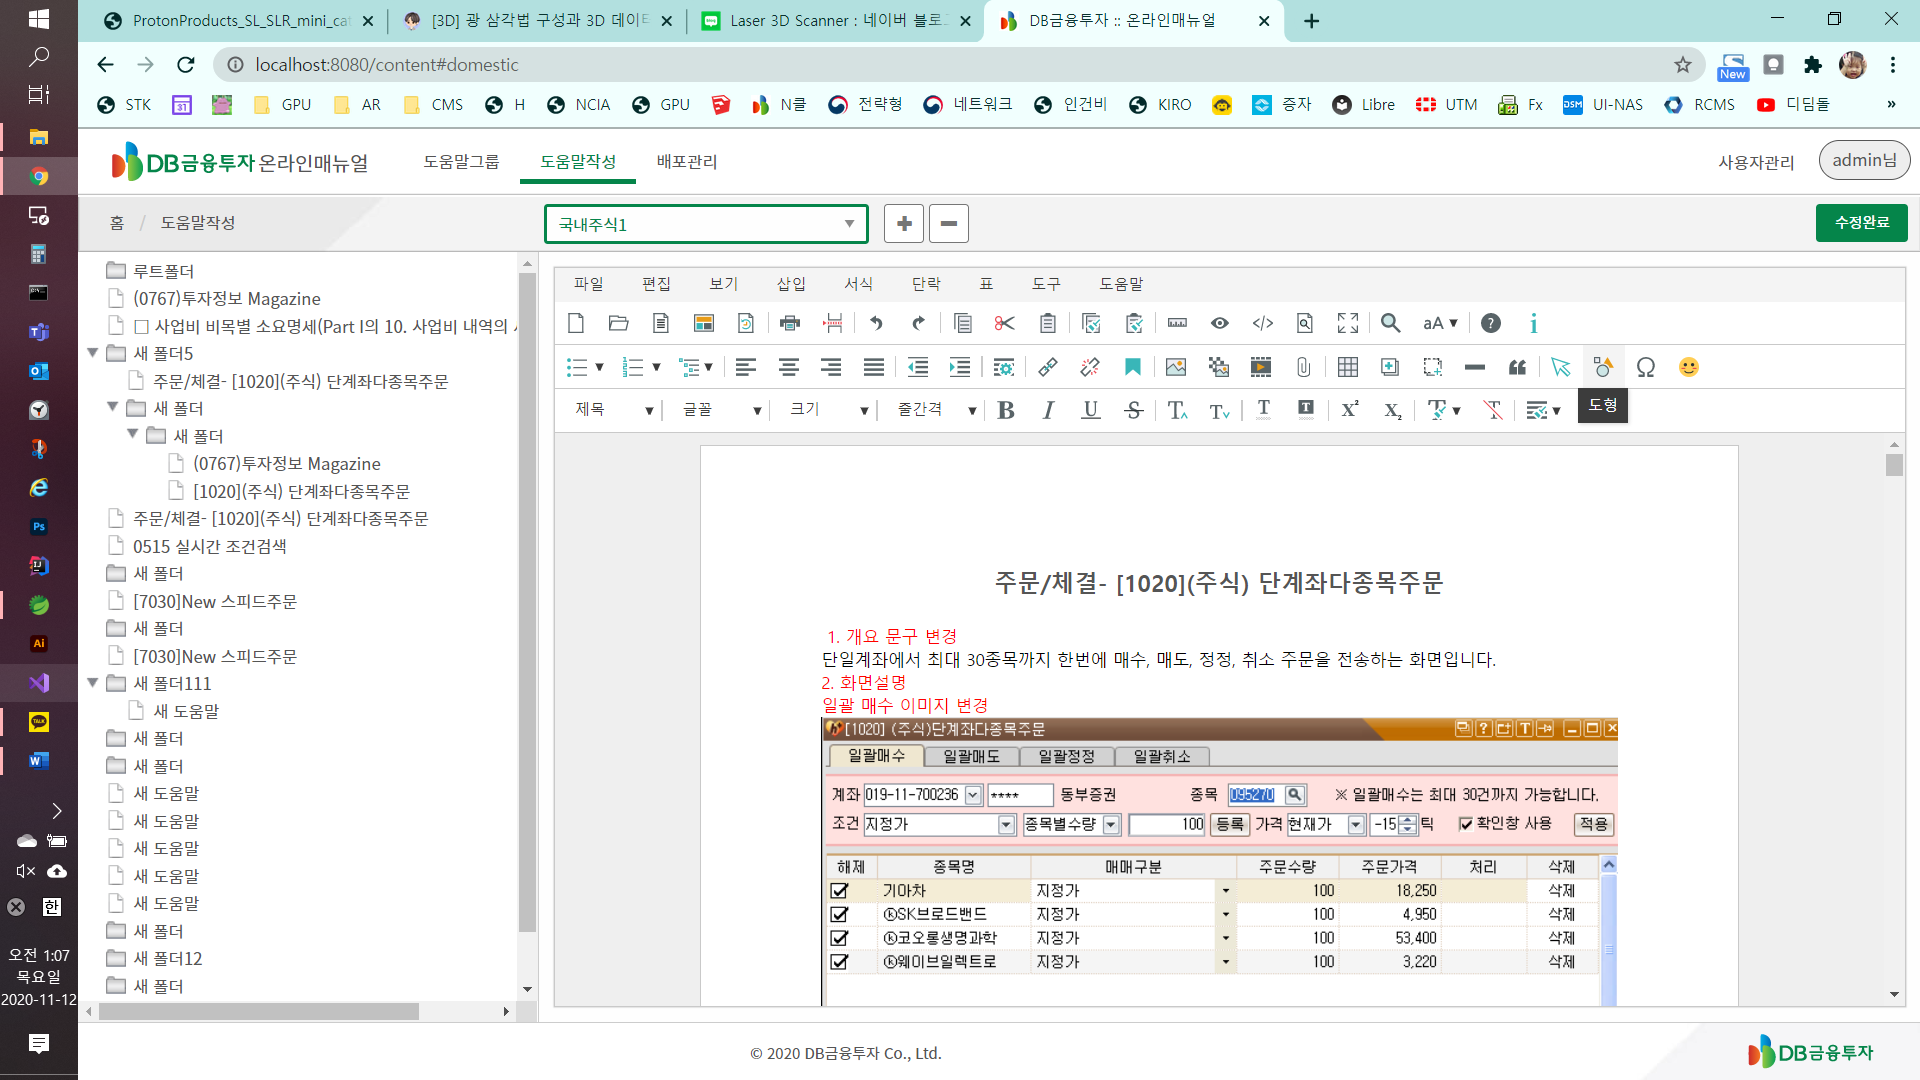 ProtonProducts_SL_SLR_mini_cat
[3D] 광 삼각법 구성과 3D 데이터
Laser 3D Scanner : 네이버 블로그
DB금융투자 :: 온라인매뉴얼
localhost:8080/content#domestic
New
STK
31
GPU
AR
CMS
H
NCIA
GPU
N클
전략형
네트워크
인건비
KIRO
증자
Libre
UTM
Fx
DSM
UI-NAS
RCMS
디딤돌
»
DB금융투자 온라인매뉴얼
도움말그룹
도움말작성
배포관리
사용자관리
admin님
홈 / 도움말작성
국내주식1
수정완료
루트폴더
(0767)투자정보 Magazine
□ 사업비 비목별 소요명세(Part I의 10. 사업비 내역의
새 폴더5
주문/체결- [1020](주식) 단계좌다종목주문
새 폴더
새 폴더
(0767)투자정보 Magazine
[1020](주식) 단계좌다종목주문
주문/체결- [1020](주식) 단계좌다종목주문
0515 실시간 조건검색
새 폴더
[7030]New 스피드주문
새 폴더
[7030]New 스피드주문
새 폴더111
새 도움말
새 폴더
새 폴더
새 도움말
새 도움말
새 도움말
새 도움말
새 도움말
새 폴더
새 폴더12
새 폴더
파일
편집
보기
삽입
서식
단락
표
도구
도움말
aA
제목
글꼴
크기
줄간격
도형
주문/체결- [1020](주식) 단계좌다종목주문
1. 개요 문구 변경
단일계좌에서 최대 30종목까지 한번에 매수, 매도, 정정, 취소 주문을 전송하는 화면입니다.
2. 화면설명
일괄 매수 이미지 변경
[1020] (주식)단계좌다종목주문
일괄매수 일괄매도 일괄정정 일괄취소
계좌 019-11-700236 **** 동부증권 종목 095270 ※ 일괄매수는 최대 30건까지 가능합니다.
조건 지정가 종목별수량 100 등록 가격 현재가 -15 틱 확인창 사용 적용
해제 종목명 매매구분 주문수량 주문가격 처리 삭제
기아차 지정가 100 18,250 삭제
ⓚSK브로드밴드 지정가 100 4,950 삭제
ⓚ코오롱생명과학 지정가 100 53,400 삭제
ⓚ웨이브일렉트로 지정가 100 3,220 삭제
Ps
Ai
TALK
한
오전 1:07
목요일
2020-11-12
© 2020 DB금융투자 Co., Ltd.
DB금융투자